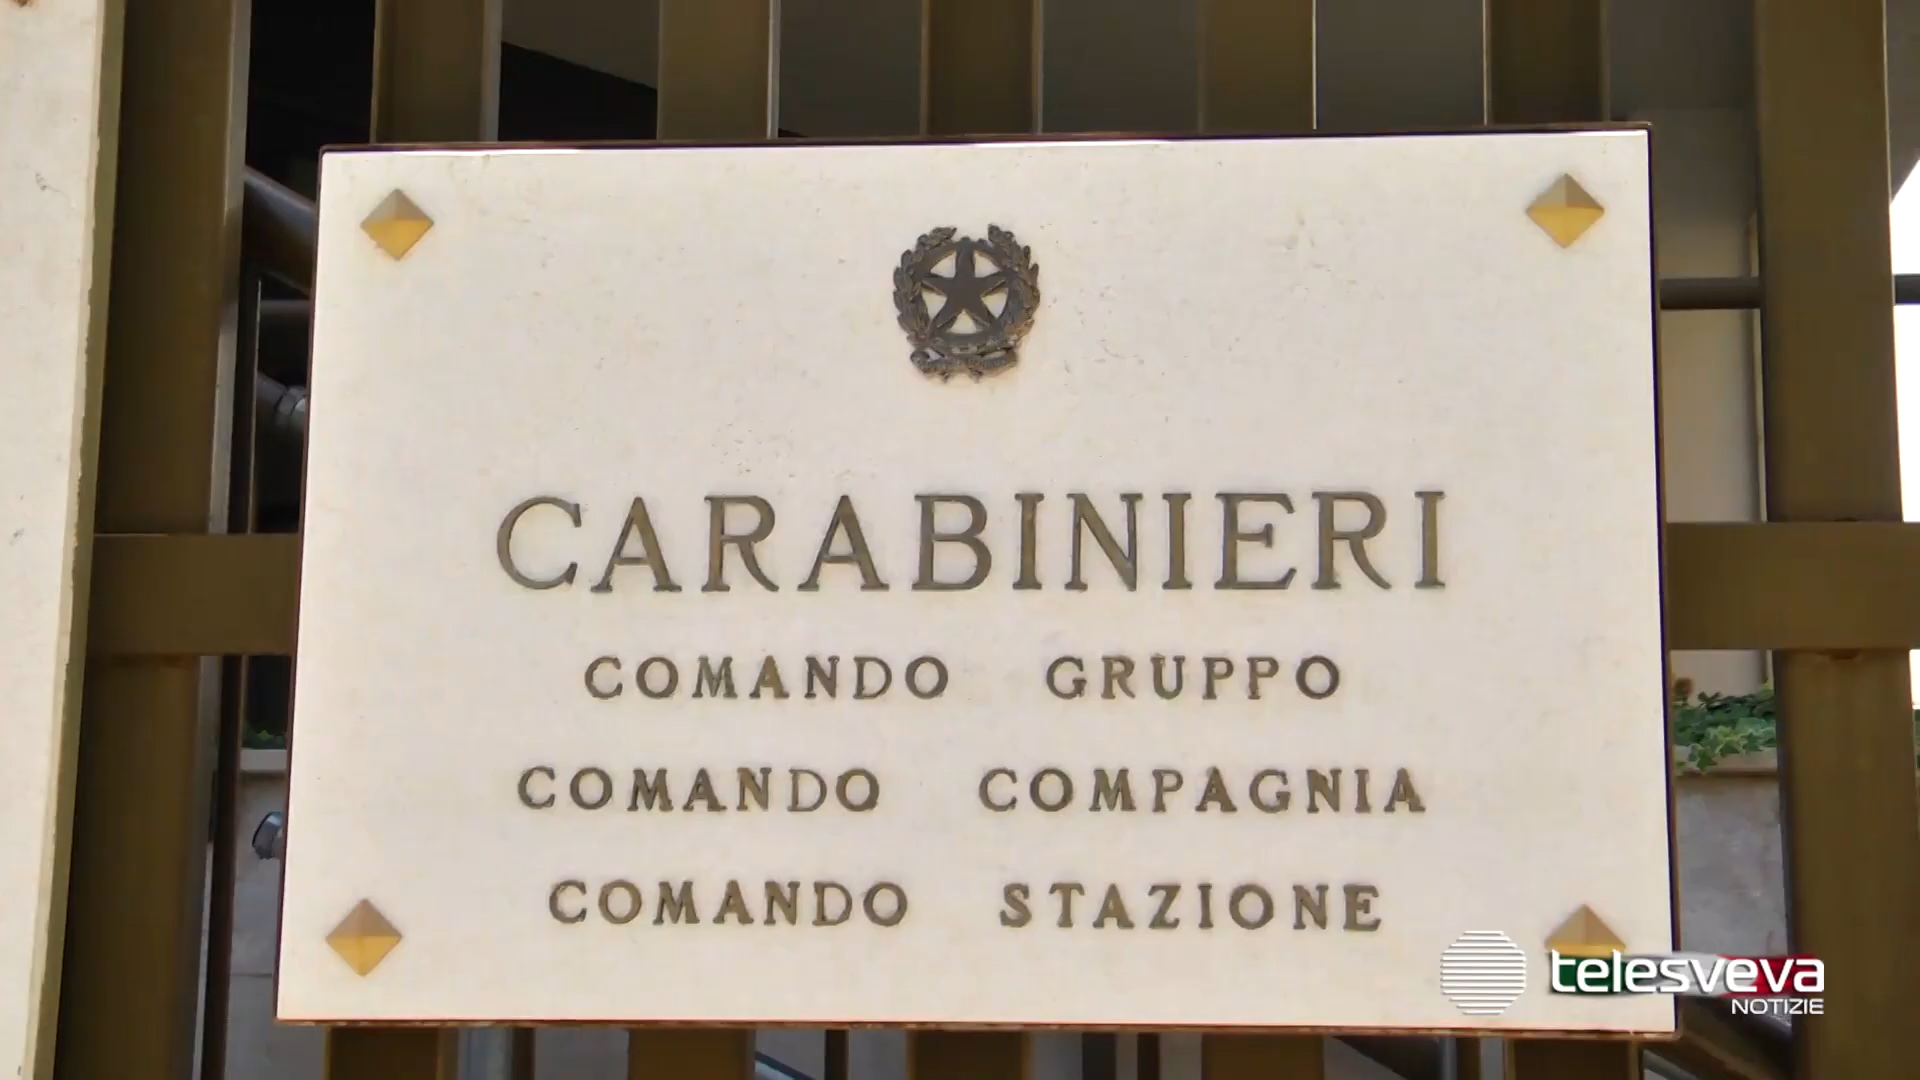 CARABINIERI
COMANDO GRUPPO
COMANDO COMPAGNIA
COMANDO STAZIONE
telesveva
NOTIZIE